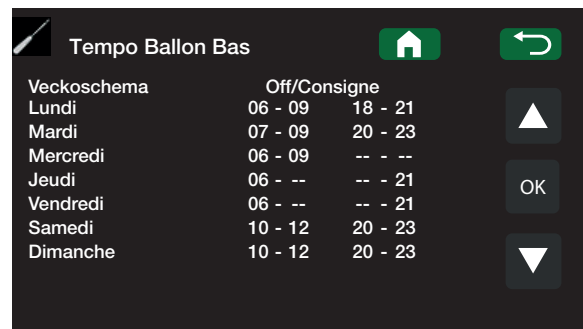 Tempo Ballon Bas
Veckoschema Off/Consigne
Lundi 06 - 09 18 - 21
Mardi 07 - 09 20 - 23
Mercredi 06 - 09 -- - --
Jeudi 06 - -- -- - 21
OK
Vendredi 06 - -- -- - 21
Samedi 10 - 12 20 - 23
Dimanche 10 - 12 20 - 23